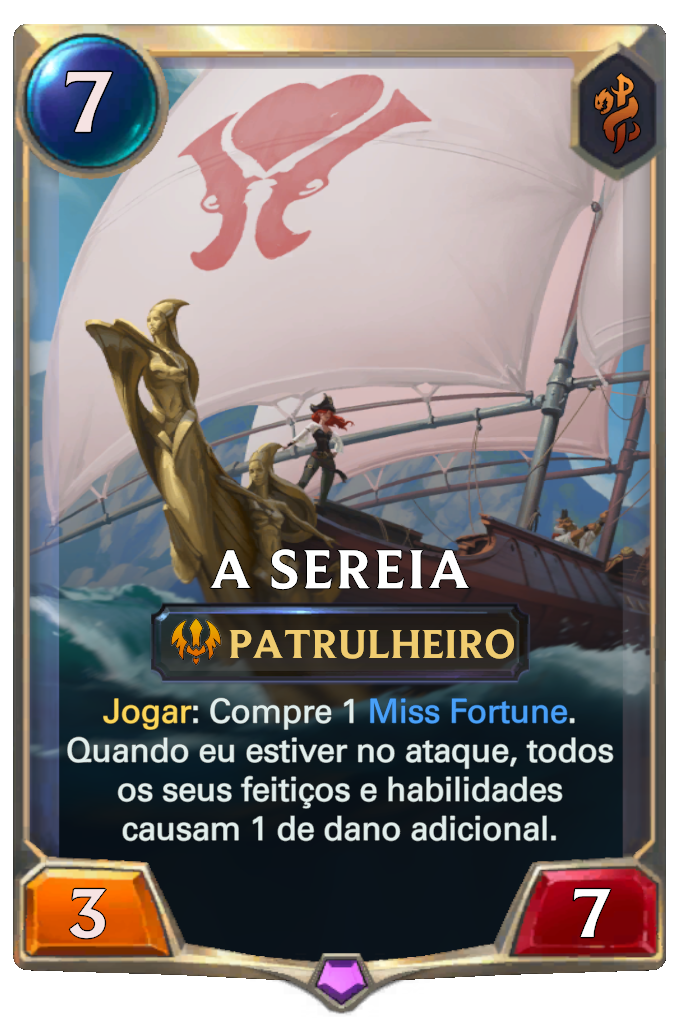 7
A SEREIA
PATRULHEIRO
Jogar: Compre 1 Miss Fortune.
Quando eu estiver no ataque, todos
os seus feitiços e habilidades
causam 1 de dano adicional.
3
7